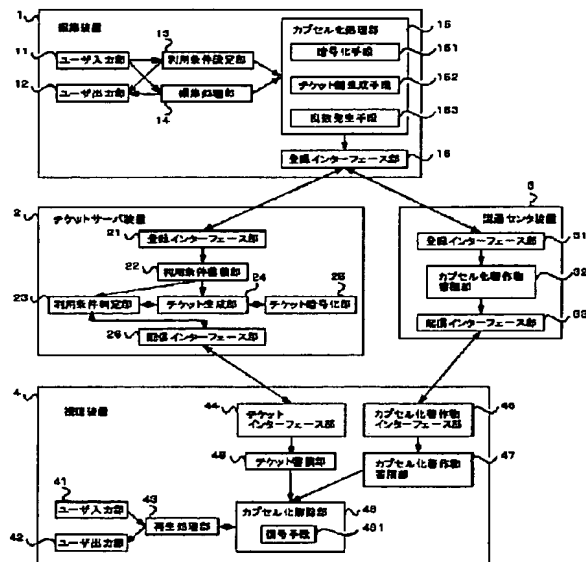 1
編集装置
11
ユーザ入力部
12
ユーザ出力部
13
利用条件設定部
14
編集処理部
15
カプセル化処理部
151
暗号化手段
152
チケット鍵生成手段
153
乱数発生手段
16
登録インターフェース部
2
チケットサーバ装置
21
登録インターフェース部
22
利用条件蓄積部
23
利用条件判定部
24
チケット生成部
25
チケット暗号化部
26
配信インターフェース部
3
流通センタ装置
31
登録インターフェース部
32
カプセル化著作物
蓄積部
33
配信インターフェース部
4
視聴装置
44
チケット
インターフェース部
46
カプセル化著作物
インターフェース部
45
チケット蓄積部
47
カプセル化著作物
蓄積部
41
ユーザ入力部
42
ユーザ出力部
43
再生処理部
48
カプセル化解除部
481
復号手段